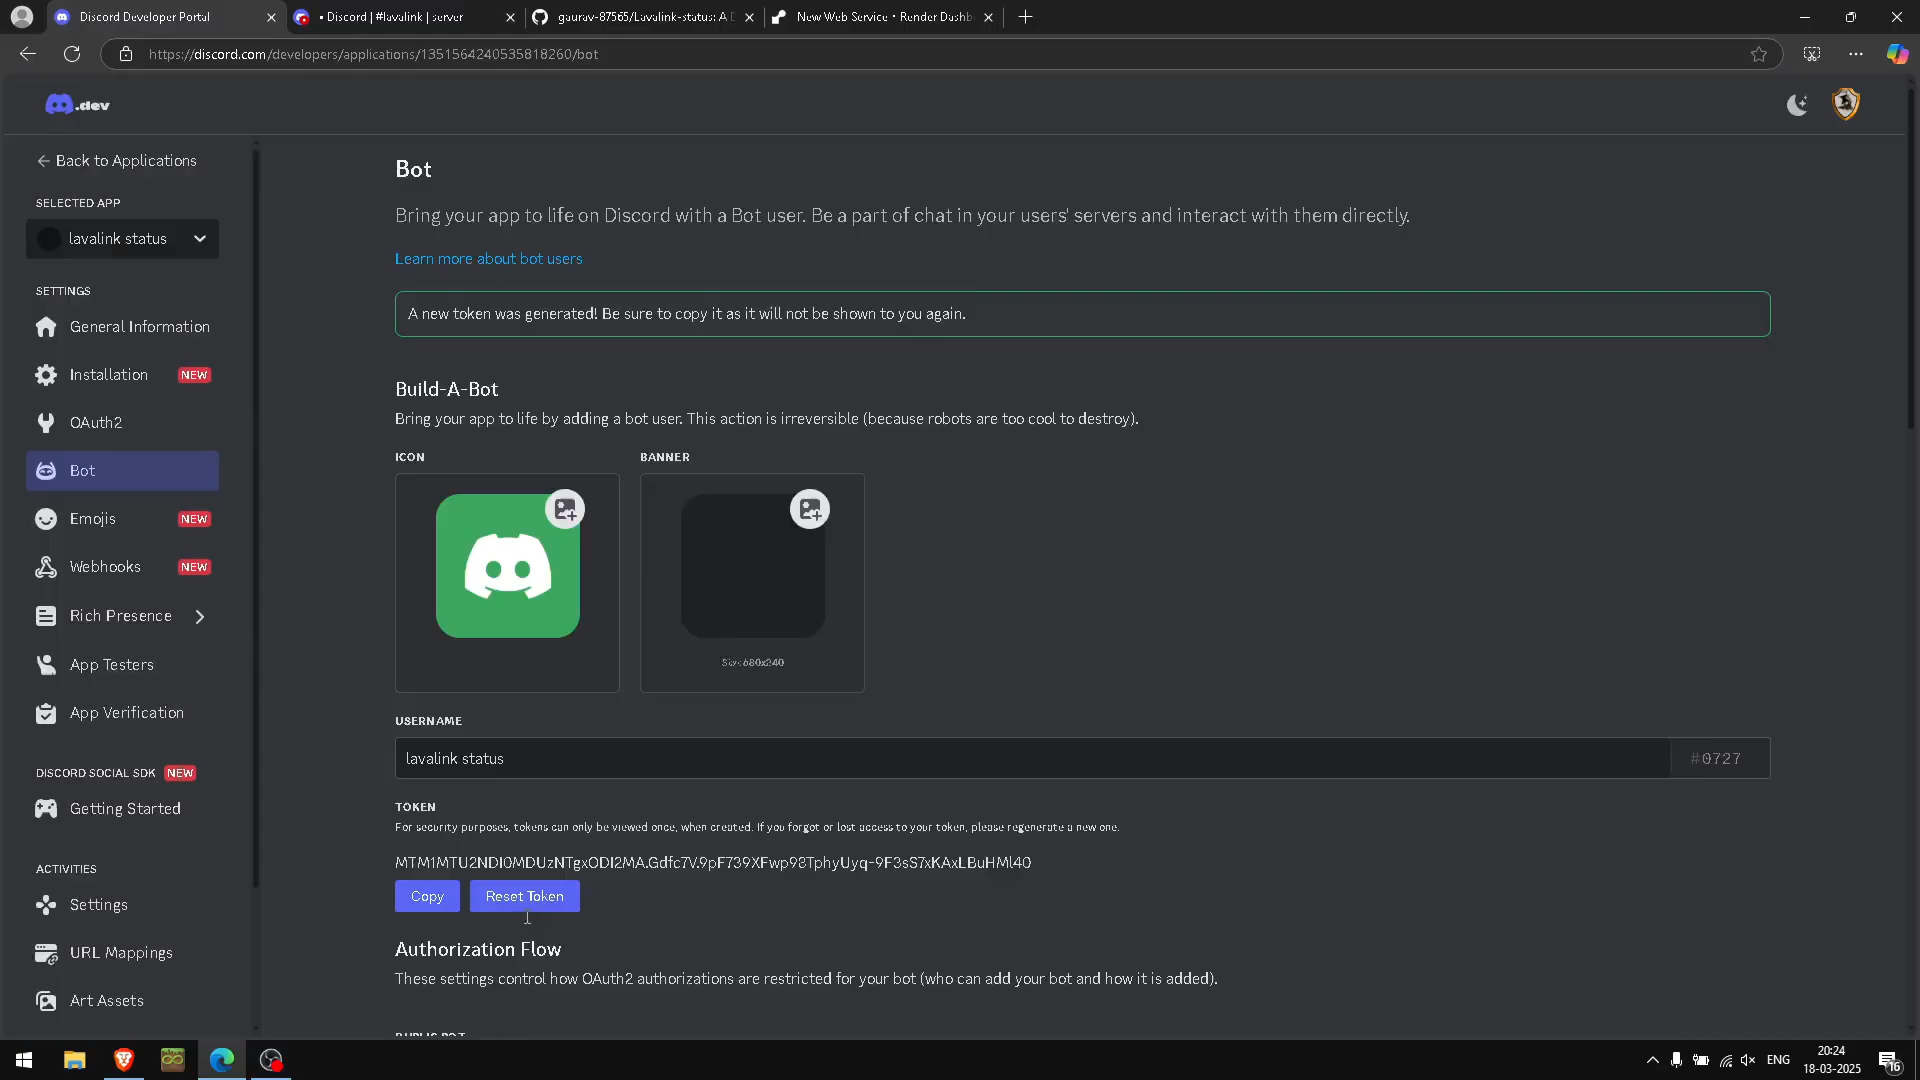 Discord Developer Portal
• Discord | #lavalink | server
gaurav-87565/Lavalink-status: A D
New Web Service • Render Dashb
https://discord.com/developers/applications/1351564240535818260/bot
.dev
Back to Applications
SELECTED APP
lavalink status
SETTINGS
General Information
Installation NEW
OAuth2
Bot
Emojis NEW
Webhooks NEW
Rich Presence
App Testers
App Verification
DISCORD SOCIAL SDK NEW
Getting Started
ACTIVITIES
Settings
URL Mappings
Art Assets
Bot
Bring your app to life on Discord with a Bot user. Be a part of chat in your users' servers and interact with them directly.
Learn more about bot users
A new token was generated! Be sure to copy it as it will not be shown to you again.
Build-A-Bot
Bring your app to life by adding a bot user. This action is irreversible (because robots are too cool to destroy).
ICON
BANNER
Size: 680x240
USERNAME
lavalink status
#0727
TOKEN
For security purposes, tokens can only be viewed once, when created. If you forgot or lost access to your token, please regenerate a new one.
Copy
Reset Token
Authorization Flow
These settings control how OAuth2 authorizations are restricted for your bot (who can add your bot and how it is added).
PUBLIC BOT
ENG
20:24
18-03-2025
16